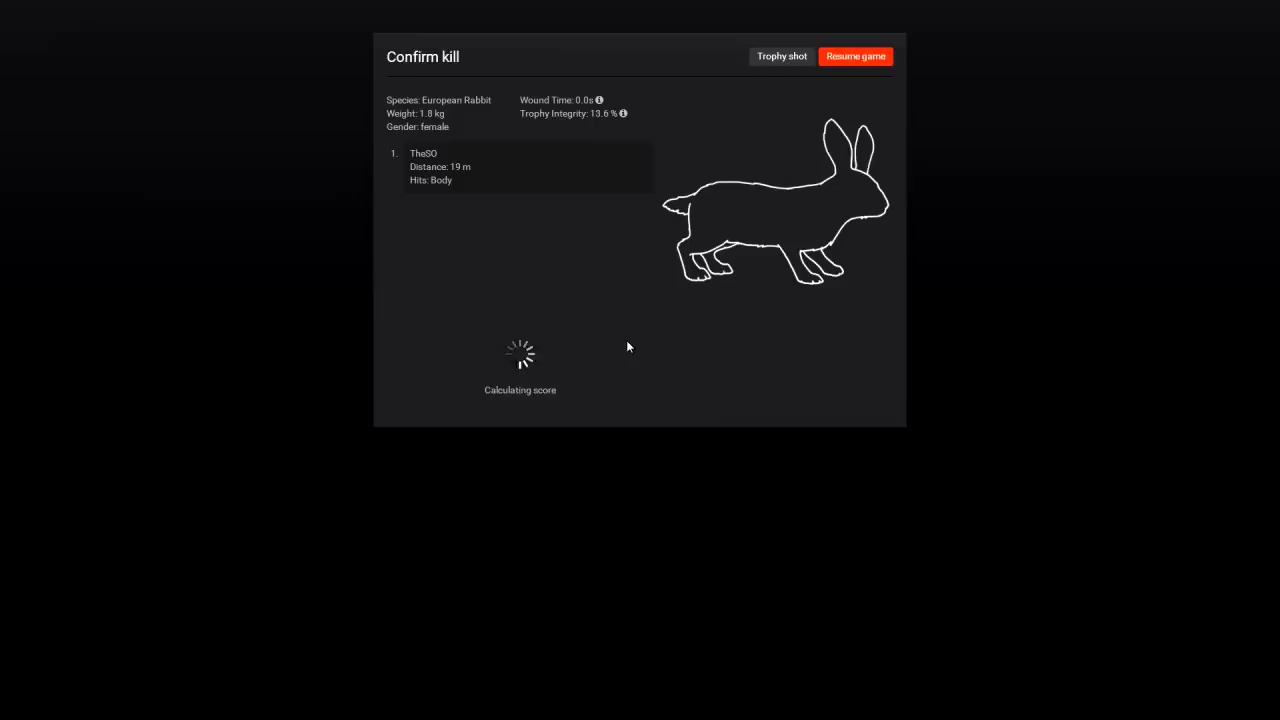 Confirm kill
Trophy shot
Resume game
Species: European Rabbit
Weight: 1.8 kg
Gender: female
Wound Time: 0.0s
Trophy Integrity: 13.6 %
1.
TheSO
Distance: 19 m
Hits: Body
Calculating score